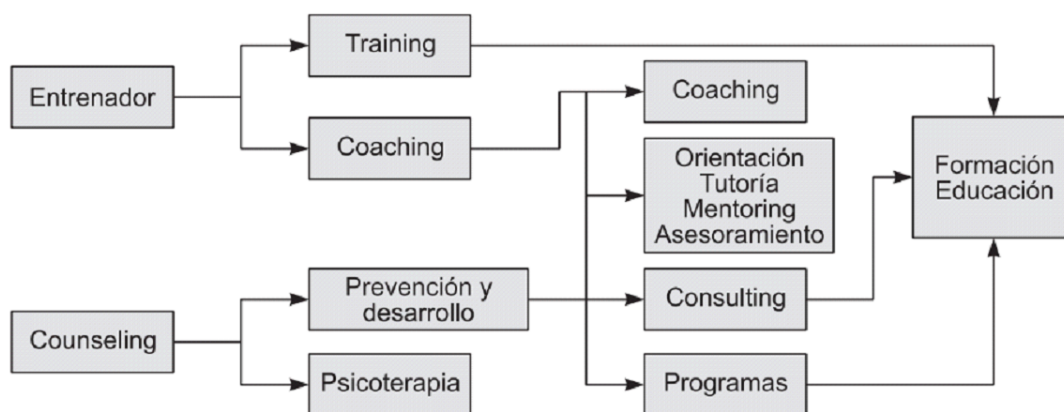 Training
Entrenador
Coaching
Coaching
Orientación
Tutoría
Mentoring
Asesoramiento
Formación
Educación
Prevención y
desarrollo
Consulting
Counseling
Psicoterapia
Programas